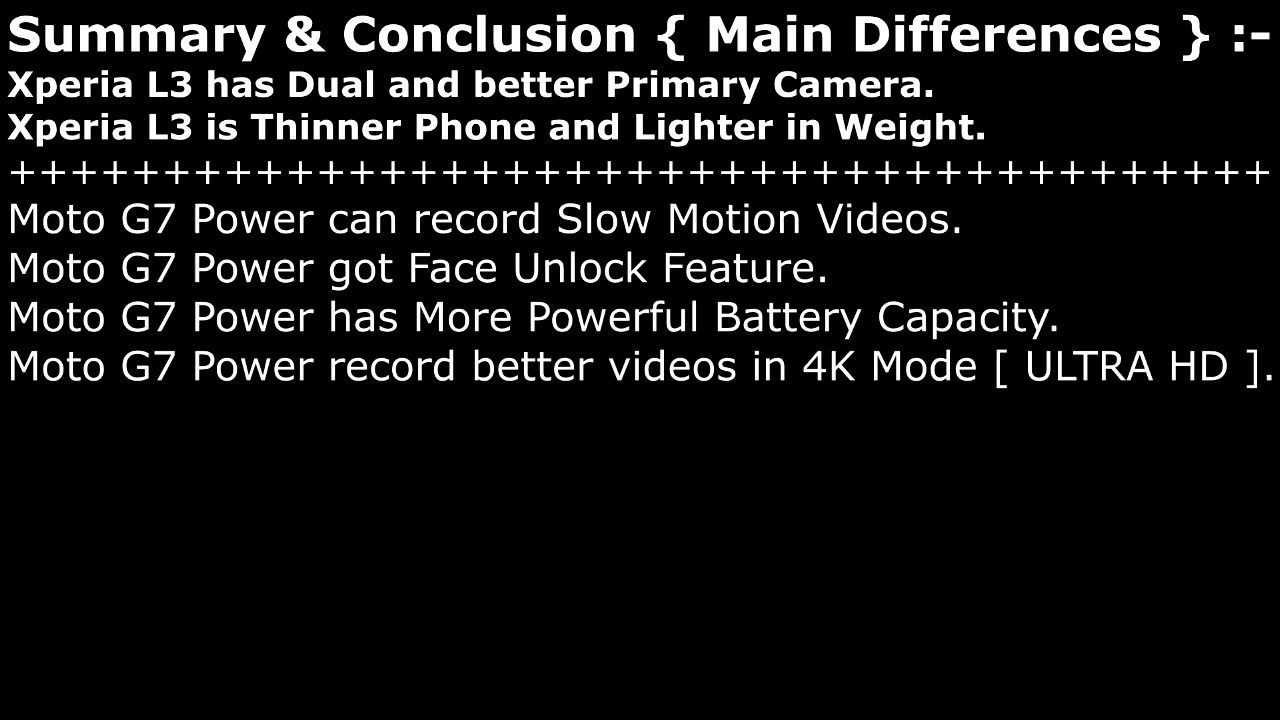 Summary & Conclusion { Main Differences } :-
Xperia L3 has Dual and better Primary Camera.
Xperia L3 is Thinner Phone and Lighter in Weight.
+++++++++++++++++++++++++++++++++++++++++
Moto G7 Power can record Slow Motion Videos.
Moto G7 Power got Face Unlock Feature.
Moto G7 Power has More Powerful Battery Capacity.
Moto G7 Power record better videos in 4K Mode [ ULTRA HD ].